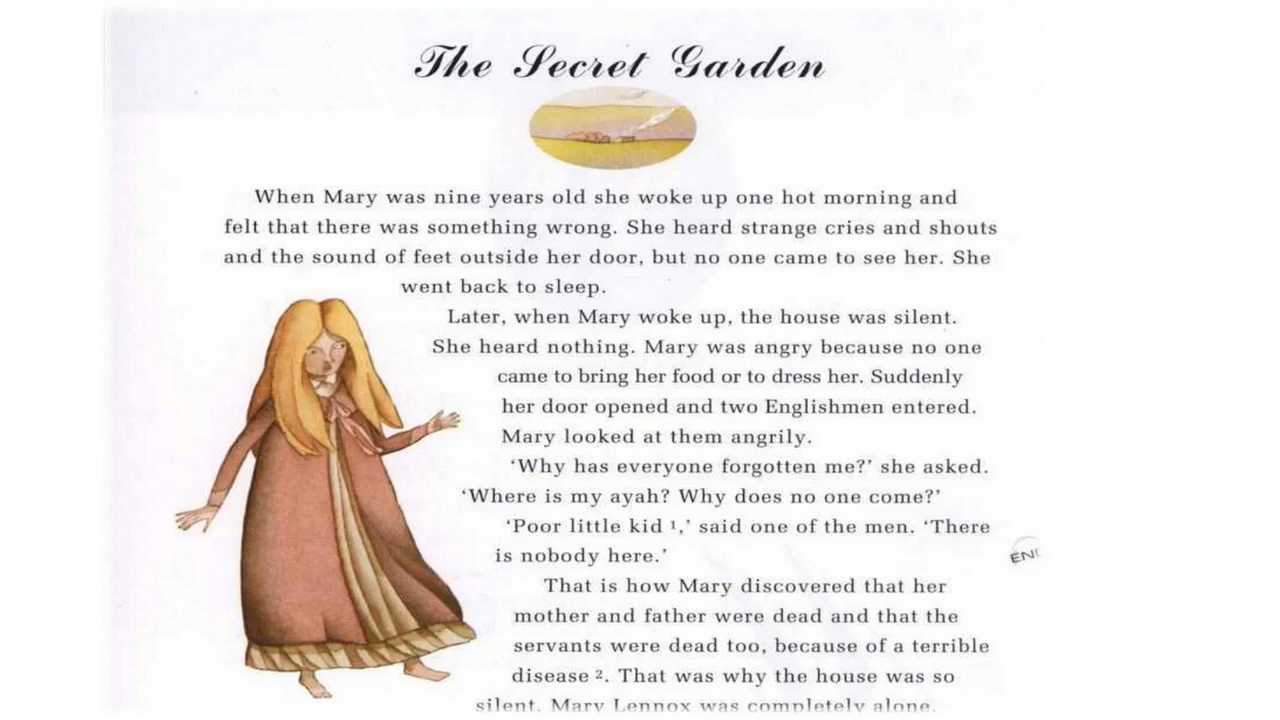 The Secret Garden
When Mary was nine years old she woke up one hot morning and
felt that there was something wrong. She heard strange cries and shouts
and the sound of feet outside her door, but no one came to see her. She
went back to sleep.
Later, when Mary woke up, the house was silent.
She heard nothing. Mary was angry because no one
came to bring her food or to dress her. Suddenly
her door opened and two Englishmen entered.
Mary looked at them angrily.
‘Why has everyone forgotten me?’ she asked.
‘Where is my ayah? Why does no one come?’
‘Poor little kid ¹,’ said one of the men. ‘There
is nobody here.’
That is how Mary discovered that her
mother and father were dead and that the
servants were dead too, because of a terrible
disease ². That was why the house was so
silent. Mary Lennox was completely alone.